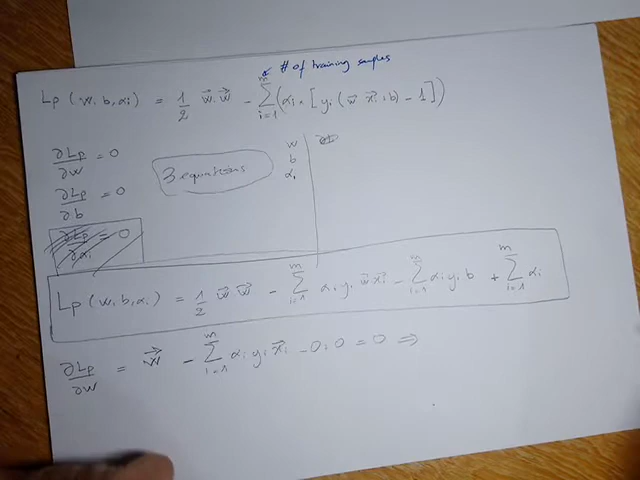 # of training samples
Lp (w, b, αi) = 1/2 w⃗ w⃗ - ∑_{i=1}^{m} (αi · [yi (w⃗ x⃗i + b) - 1])
∂Lp/∂w = 0
3 equations
w
b
αi
∂Lp/∂b = 0
∂Lp/∂αi = 0
Lp (w, b, αi) = 1/2 w⃗ w⃗ - ∑_{i=1}^{m} αi yi w⃗ x⃗i - ∑_{i=1}^{m} αi yi b + ∑_{i=1}^{m} αi
∂Lp/∂w = w⃗ - ∑_{i=1}^{m} αi yi x⃗i - 0 + 0 = 0 ⇒